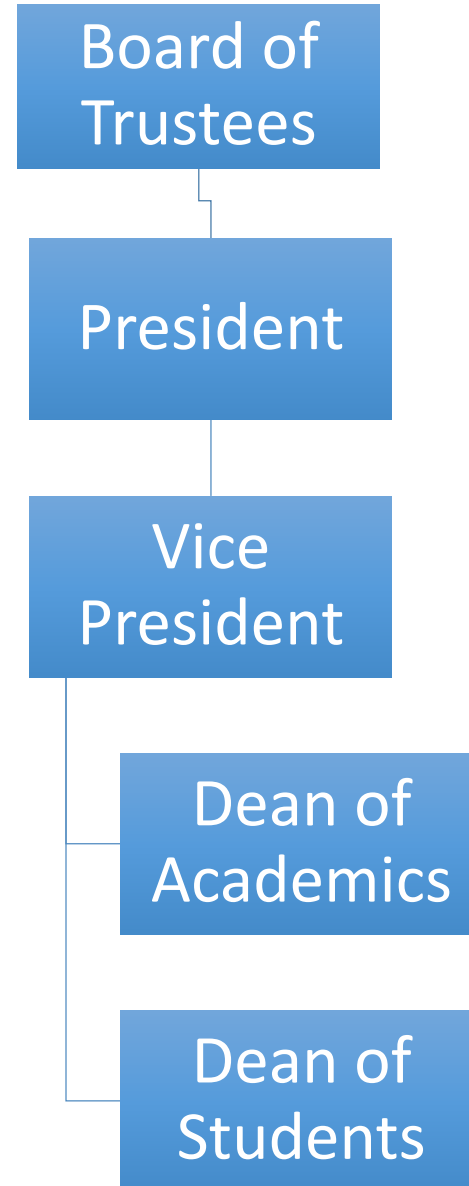 Board of
Trustees
President
Vice
President
Dean of
Academics
Dean of
Students